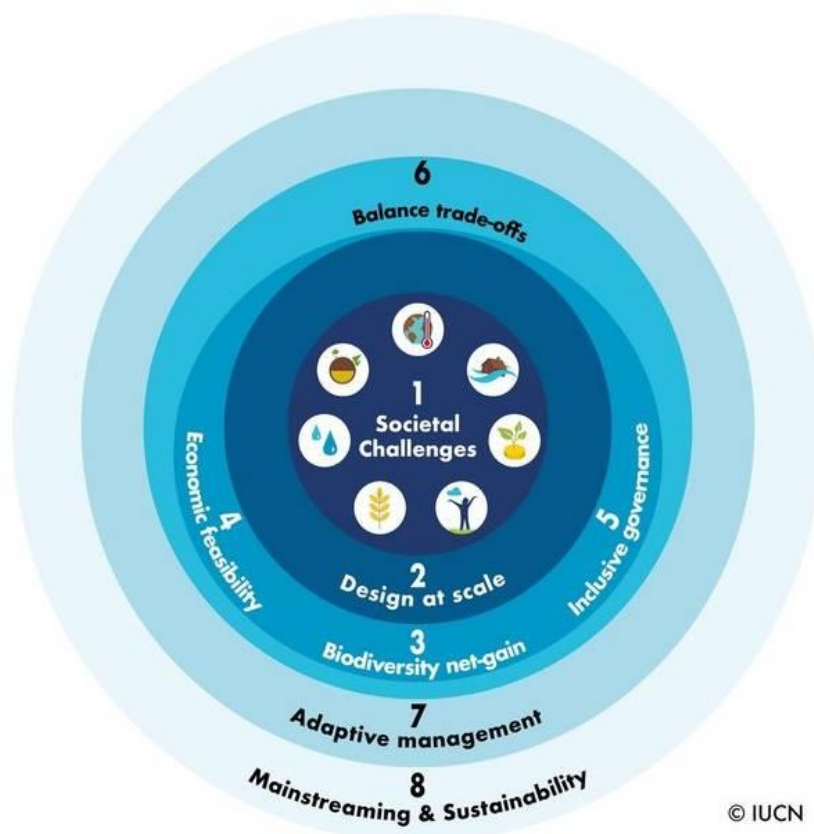 6
Balance trade-offs
1
Societal
Challenges
4
Economic feasibility
5
Inclusive governance
2
Design at scale
3
Biodiversity net-gain
7
Adaptive management
8
Mainstreaming & Sustainability
© IUCN